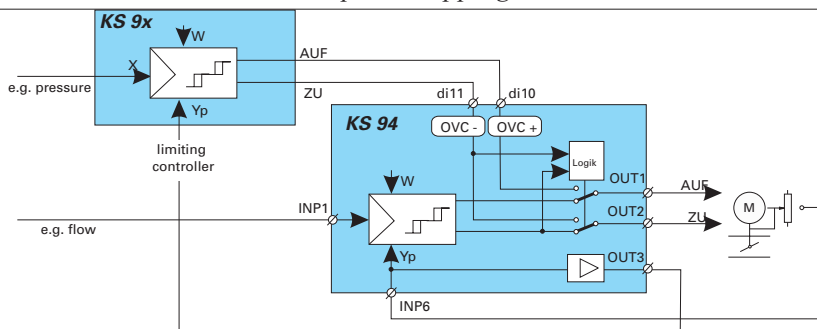 KS 9x
W
X
AUF
e.g. pressure
ZU
Yp
di11
di10
limiting
controller
KS 94
OVC -
OVC +
Logik
W
OUT1
AUF
M
INP1
OUT2
ZU
e.g. flow
Yp
OUT3
INP6